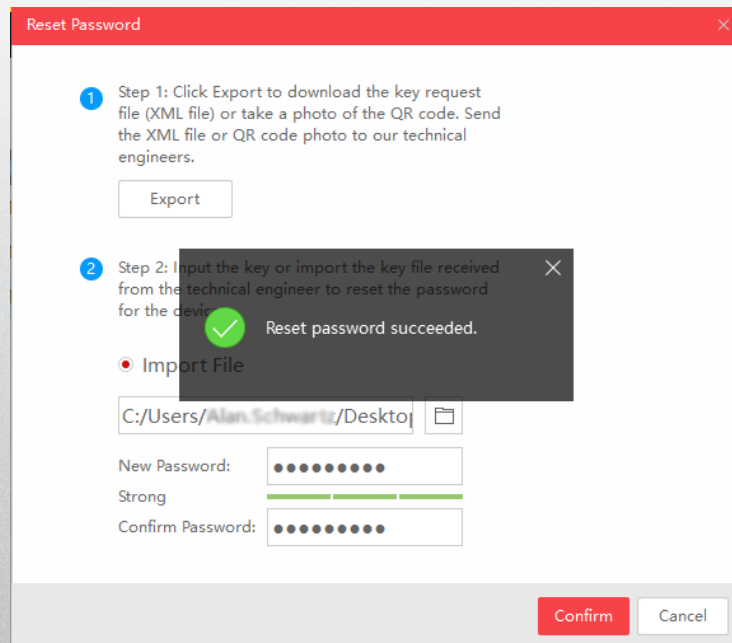 Reset Password
Step 1: Click Export to download the key request
file (XML file) or take a photo of the QR code. Send
the XML file or QR code photo to our technical
engineers.
Export
Step 2: Input the key or import the key file received
from the technical engineer to reset the password
for the device.
Reset password succeeded.
Import File
C:/Users/ /Desktop
New Password:
Strong
Confirm Password:
Confirm
Cancel
1
2